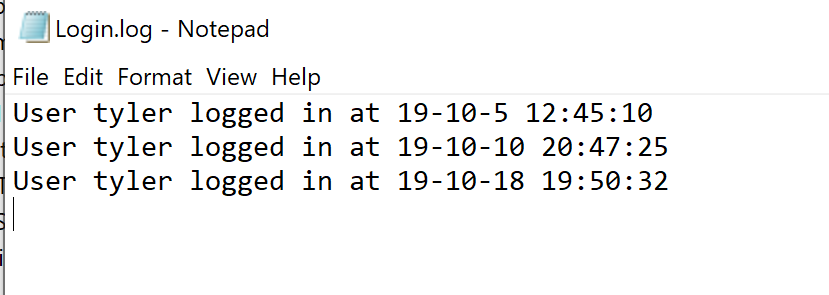 Login.log - Notepad
File Edit Format View Help
User tyler logged in at 19-10-5 12:45:10
User tyler logged in at 19-10-10 20:47:25
User tyler logged in at 19-10-18 19:50:32